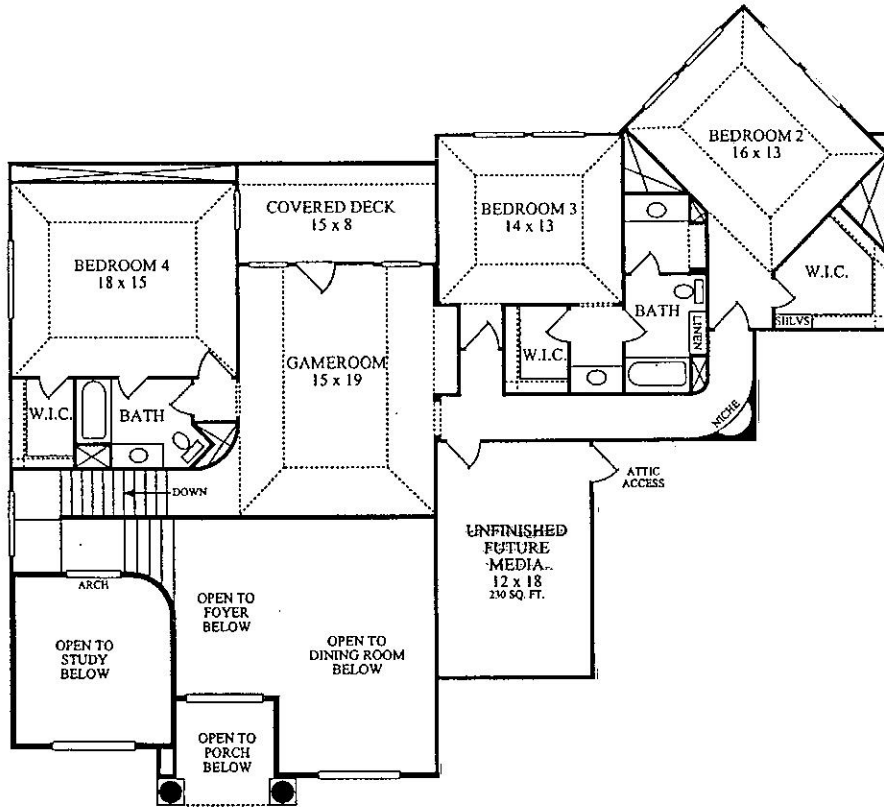 BEDROOM 2
16 x 13
COVERED DECK
15 x 8
BEDROOM 3
14 x 13
BEDROOM 4
18 x 15
W.I.C.
SHLVS
BATH
LINEN
W.I.C.
GAMEROOM
15 x 19
W.I.C.
BATH
NICHE
DOWN
ATTIC
ACCESS
UNFINISHED
FUTURE
MEDIA
12 x 18
230 SQ. FT.
ARCH
OPEN TO
FOYER
BELOW
OPEN TO
STUDY
BELOW
OPEN TO
DINING ROOM
BELOW
OPEN TO
PORCH
BELOW